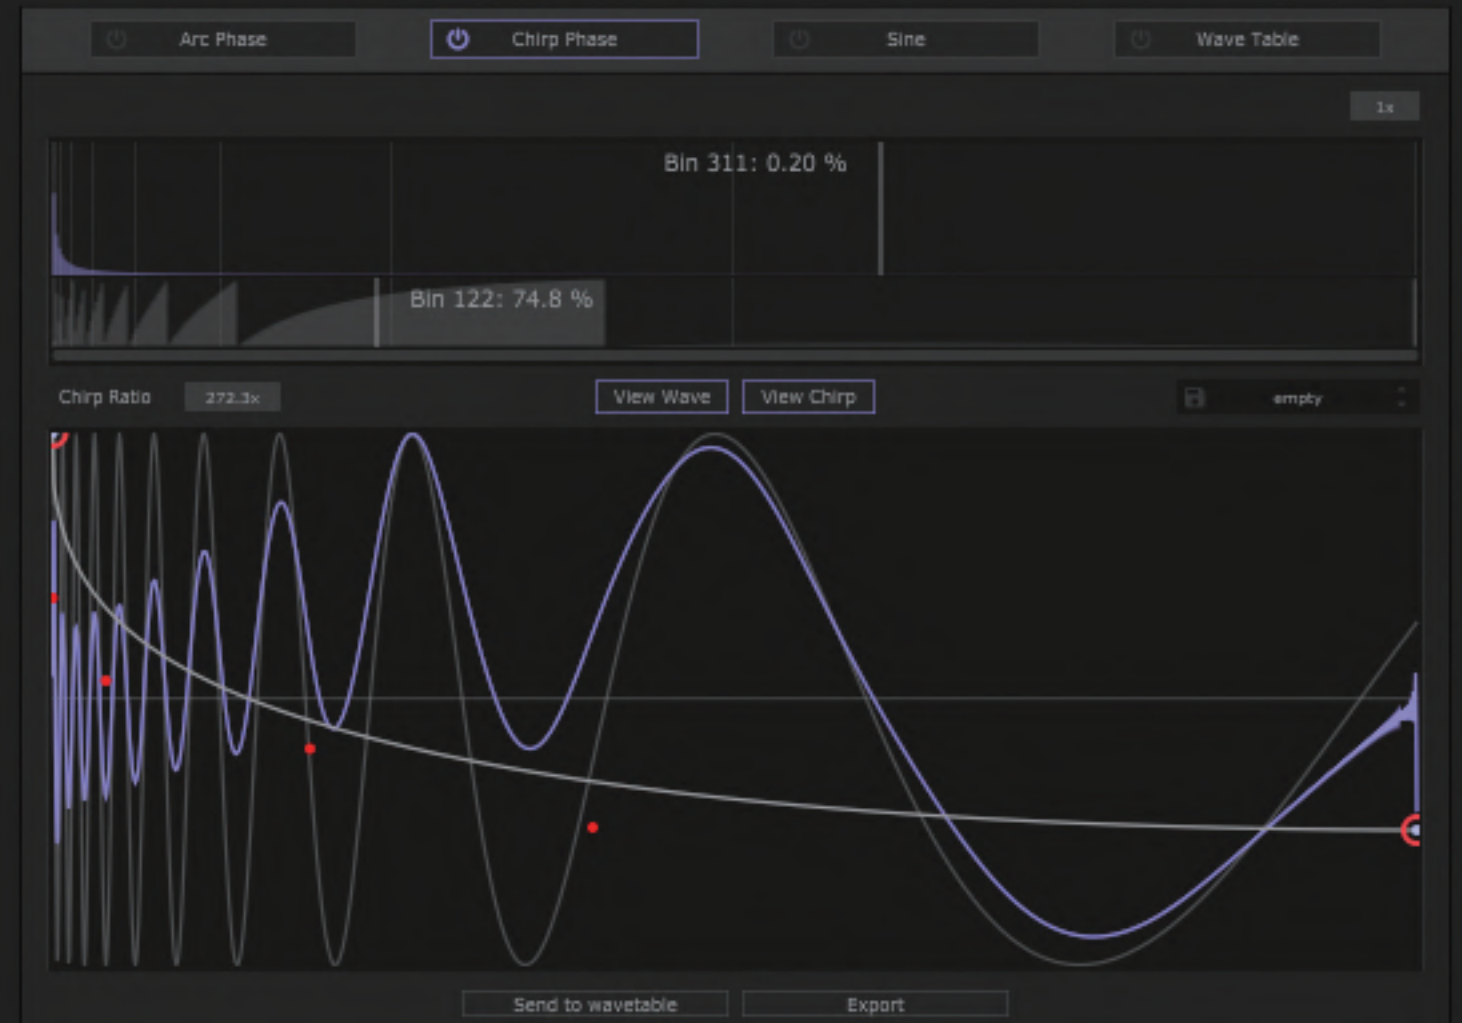 Arc Phase
Chirp Phase
Sine
Wave Table
1x
Bin 311: 0.20 %
Bin 122: 74.8 %
Chirp Ratio
272.3x
View Wave
View Chirp
empty
Send to wavetable
Export